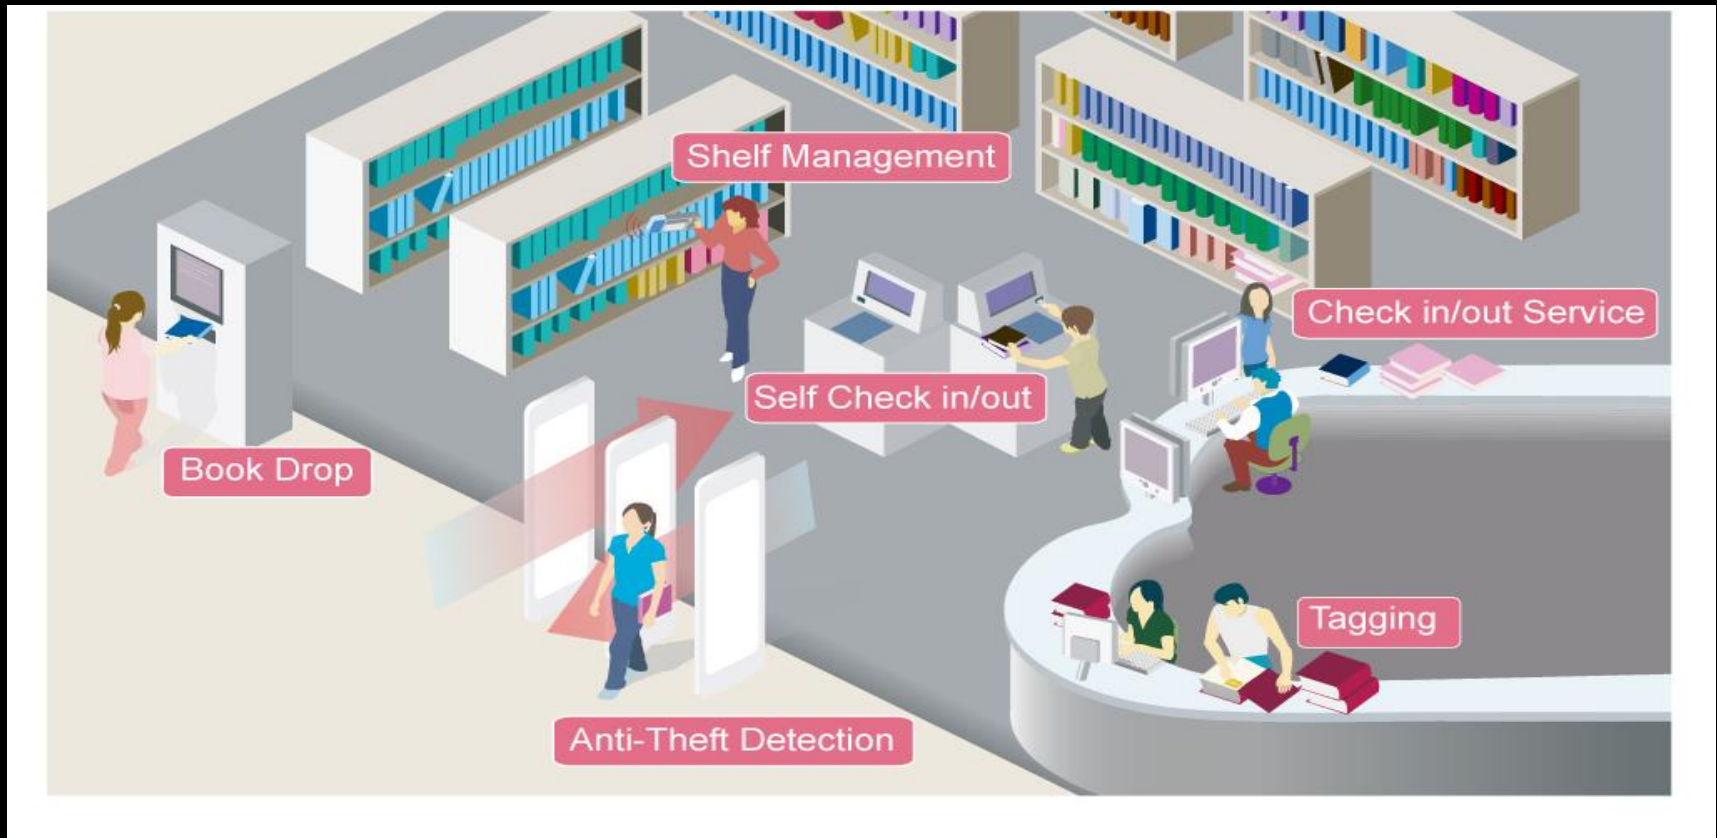 Shelf Management
Check in/out Service
Self Check in/out
Book Drop
Tagging
Anti-Theft Detection